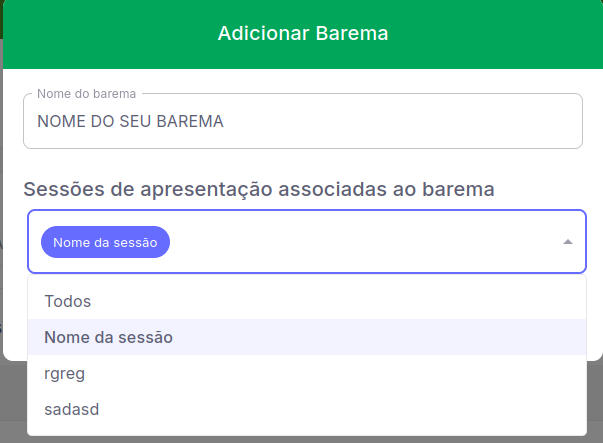 Adicionar Barema
Nome do barema
NOME DO SEU BAREMA
Sessões de apresentação associadas ao barema
Nome da sessão
Todos
Nome da sessão
rgreg
sadasd